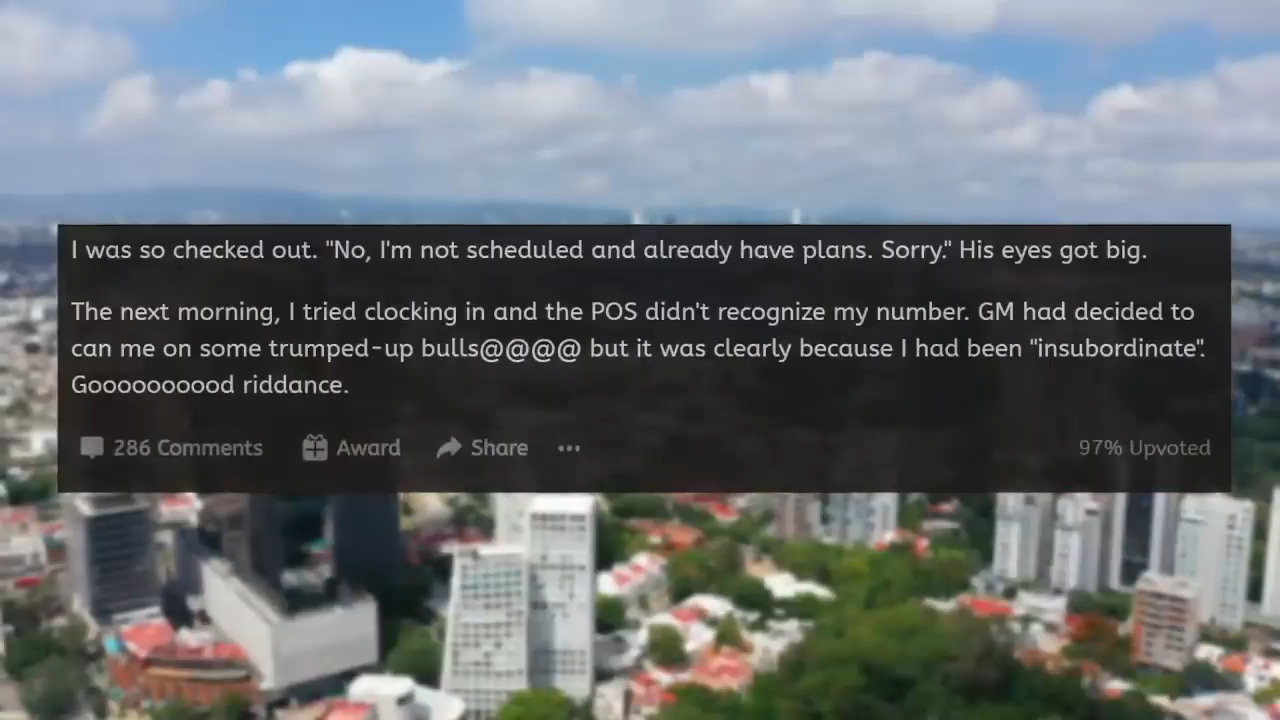 I was so checked out. "No, I'm not scheduled and already have plans. Sorry." His eyes got big.
The next morning, I tried clocking in and the POS didn't recognize my number. GM had decided to
can me on some trumped-up bulls@@@@ but it was clearly because I had been "insubordinate".
Goooooooood riddance.
286 Comments Award Share ••• 97% Upvoted